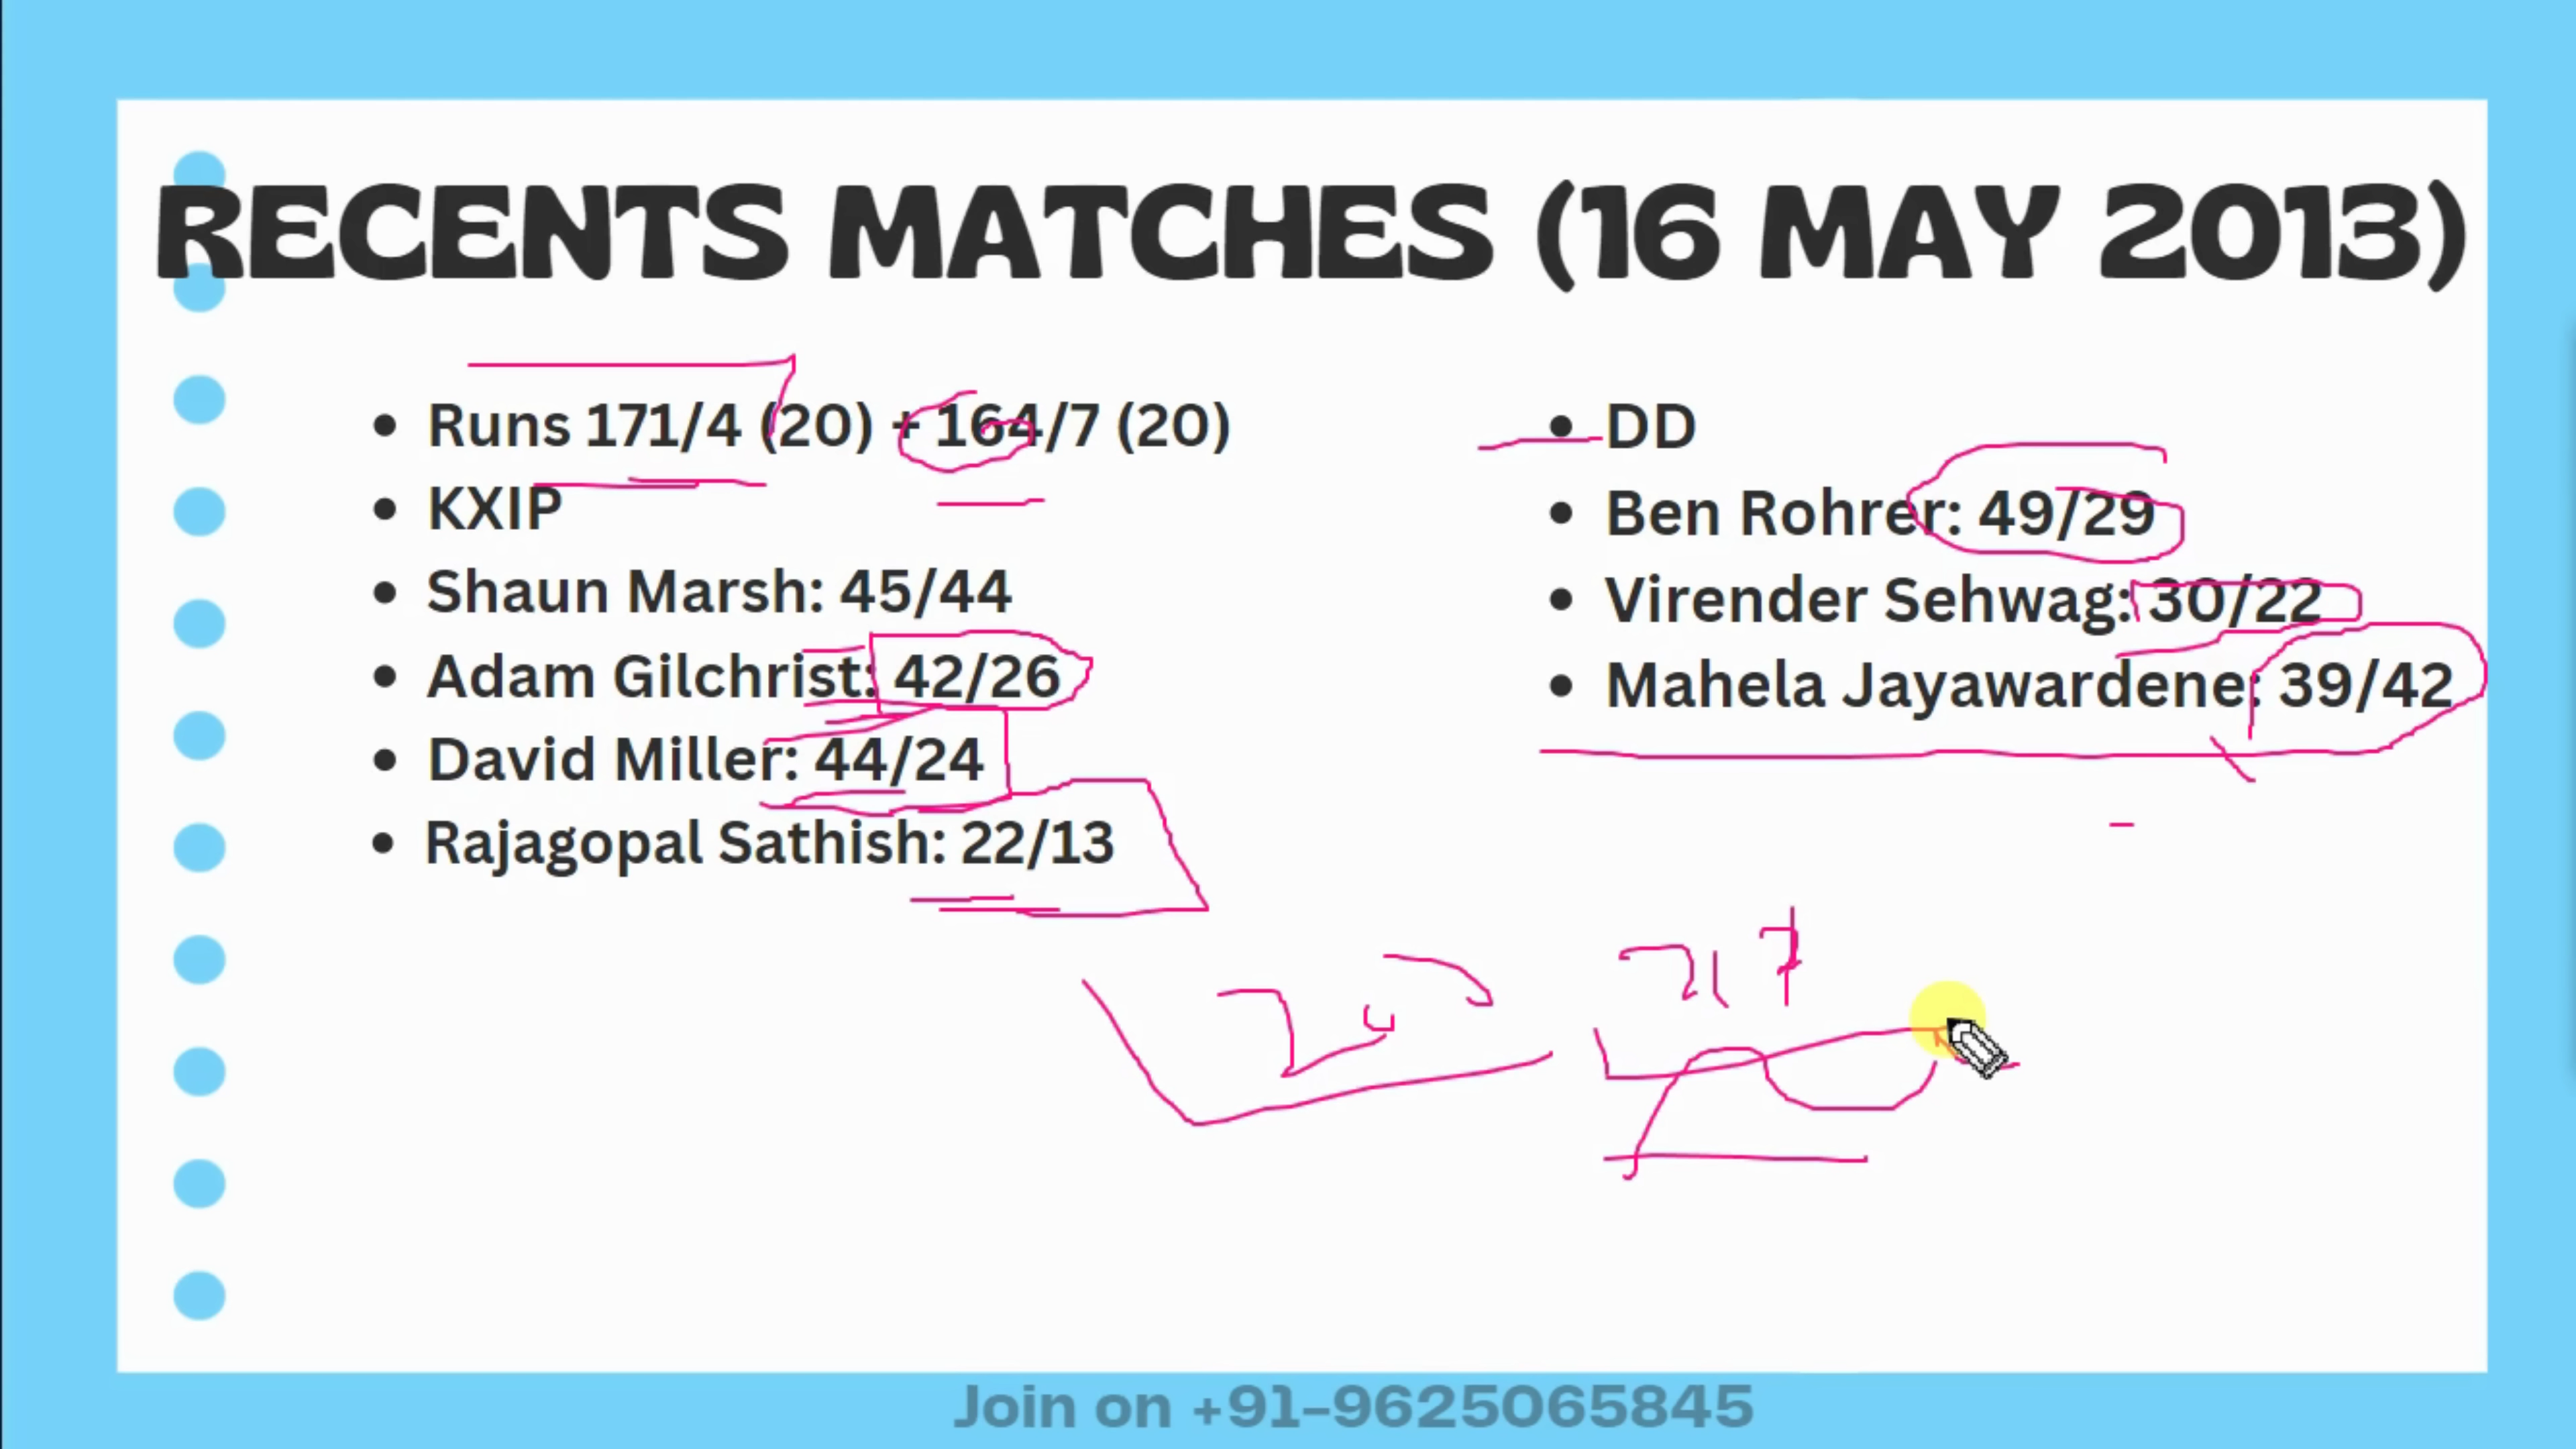 RECENTS MATCHES (16 MAY 2013)
Runs 171/4 (20) + 164/7 (20)
KXIP
Shaun Marsh: 45/44
Adam Gilchrist: 42/26
David Miller: 44/24
Rajagopal Sathish: 22/13
DD
Ben Rohrer: 49/29
Virender Sehwag: 30/22
Mahela Jayawardene: 39/42
Join on +91-9625065845